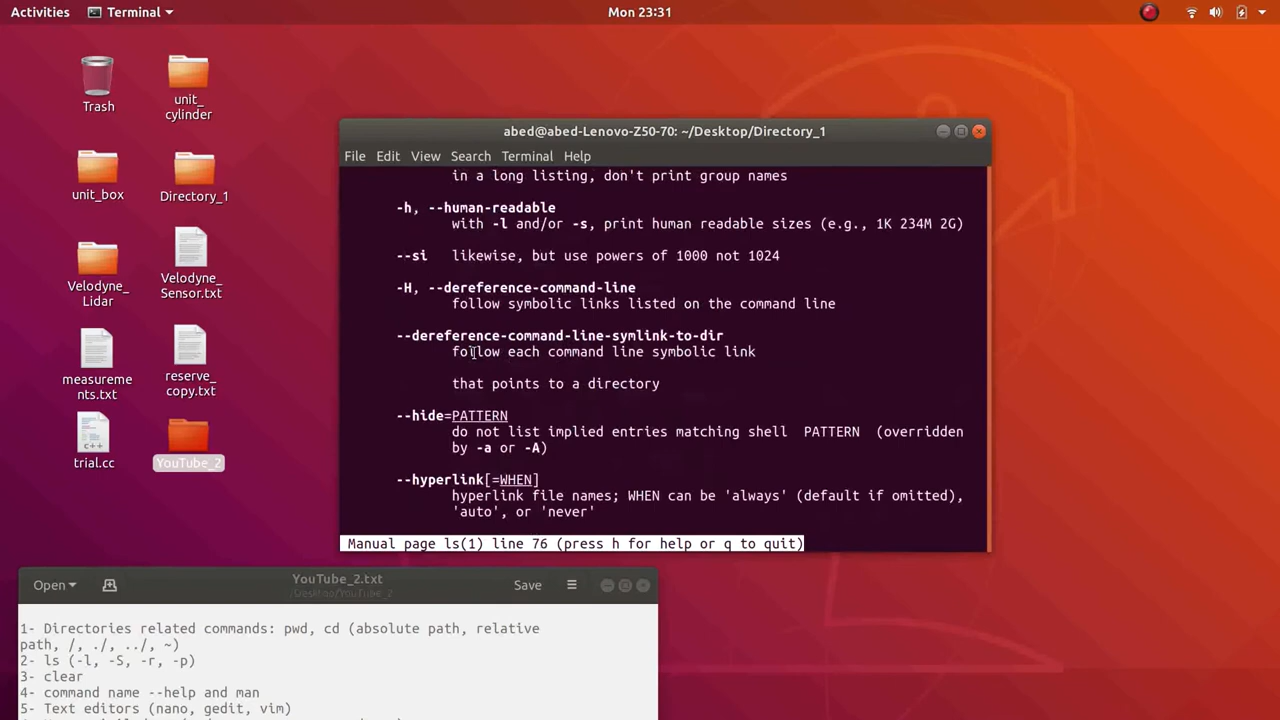 Activities Terminal Mon 23:31
Trash
unit_
cylinder
unit_box
Directory_1
Velodyne_
Lidar
Velodyne_
Sensor.txt
measureme
nts.txt
reserve_
copy.txt
trial.cc
YouTube_2
abed@abed-Lenovo-Z50-70: ~/Desktop/Directory_1
File Edit View Search Terminal Help
in a long listing, don't print group names
-h, --human-readable
with -l and/or -s, print human readable sizes (e.g., 1K 234M 2G)
--si likewise, but use powers of 1000 not 1024
-H, --dereference-command-line
follow symbolic links listed on the command line
--dereference-command-line-symlink-to-dir
follow each command line symbolic link
that points to a directory
--hide=PATTERN
do not list implied entries matching shell PATTERN (overridden
by -a or -A)
--hyperlink[=WHEN]
hyperlink file names; WHEN can be 'always' (default if omitted),
'auto', or 'never'
Manual page ls(1) line 76 (press h for help or q to quit)
Open YouTube_2.txt Save
~/Desktop/YouTube_2
1- Directories related commands: pwd, cd (absolute path, relative
path, /, ./, ../, ~)
2- ls (-l, -S, -r, -p)
3- clear
4- command name --help and man
5- Text editors (nano, gedit, vim)